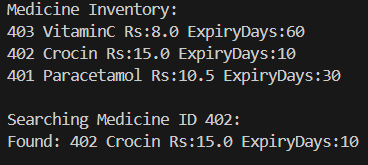 Medicine Inventory:
403 VitaminC Rs:8.0 ExpiryDays:60
402 Crocin Rs:15.0 ExpiryDays:10
401 Paracetamol Rs:10.5 ExpiryDays:30
Searching Medicine ID 402:
Found: 402 Crocin Rs:15.0 ExpiryDays:10